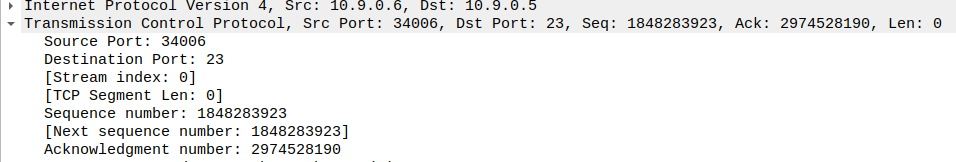 Internet Protocol Version 4, Src: 10.9.0.6, Dst: 10.9.0.5
Transmission Control Protocol, Src Port: 34006, Dst Port: 23, Seq: 1848283923, Ack: 2974528190, Len: 0
Source Port: 34006
Destination Port: 23
[Stream index: 0]
[TCP Segment Len: 0]
Sequence number: 1848283923
[Next sequence number: 1848283923]
Acknowledgment number: 2974528190